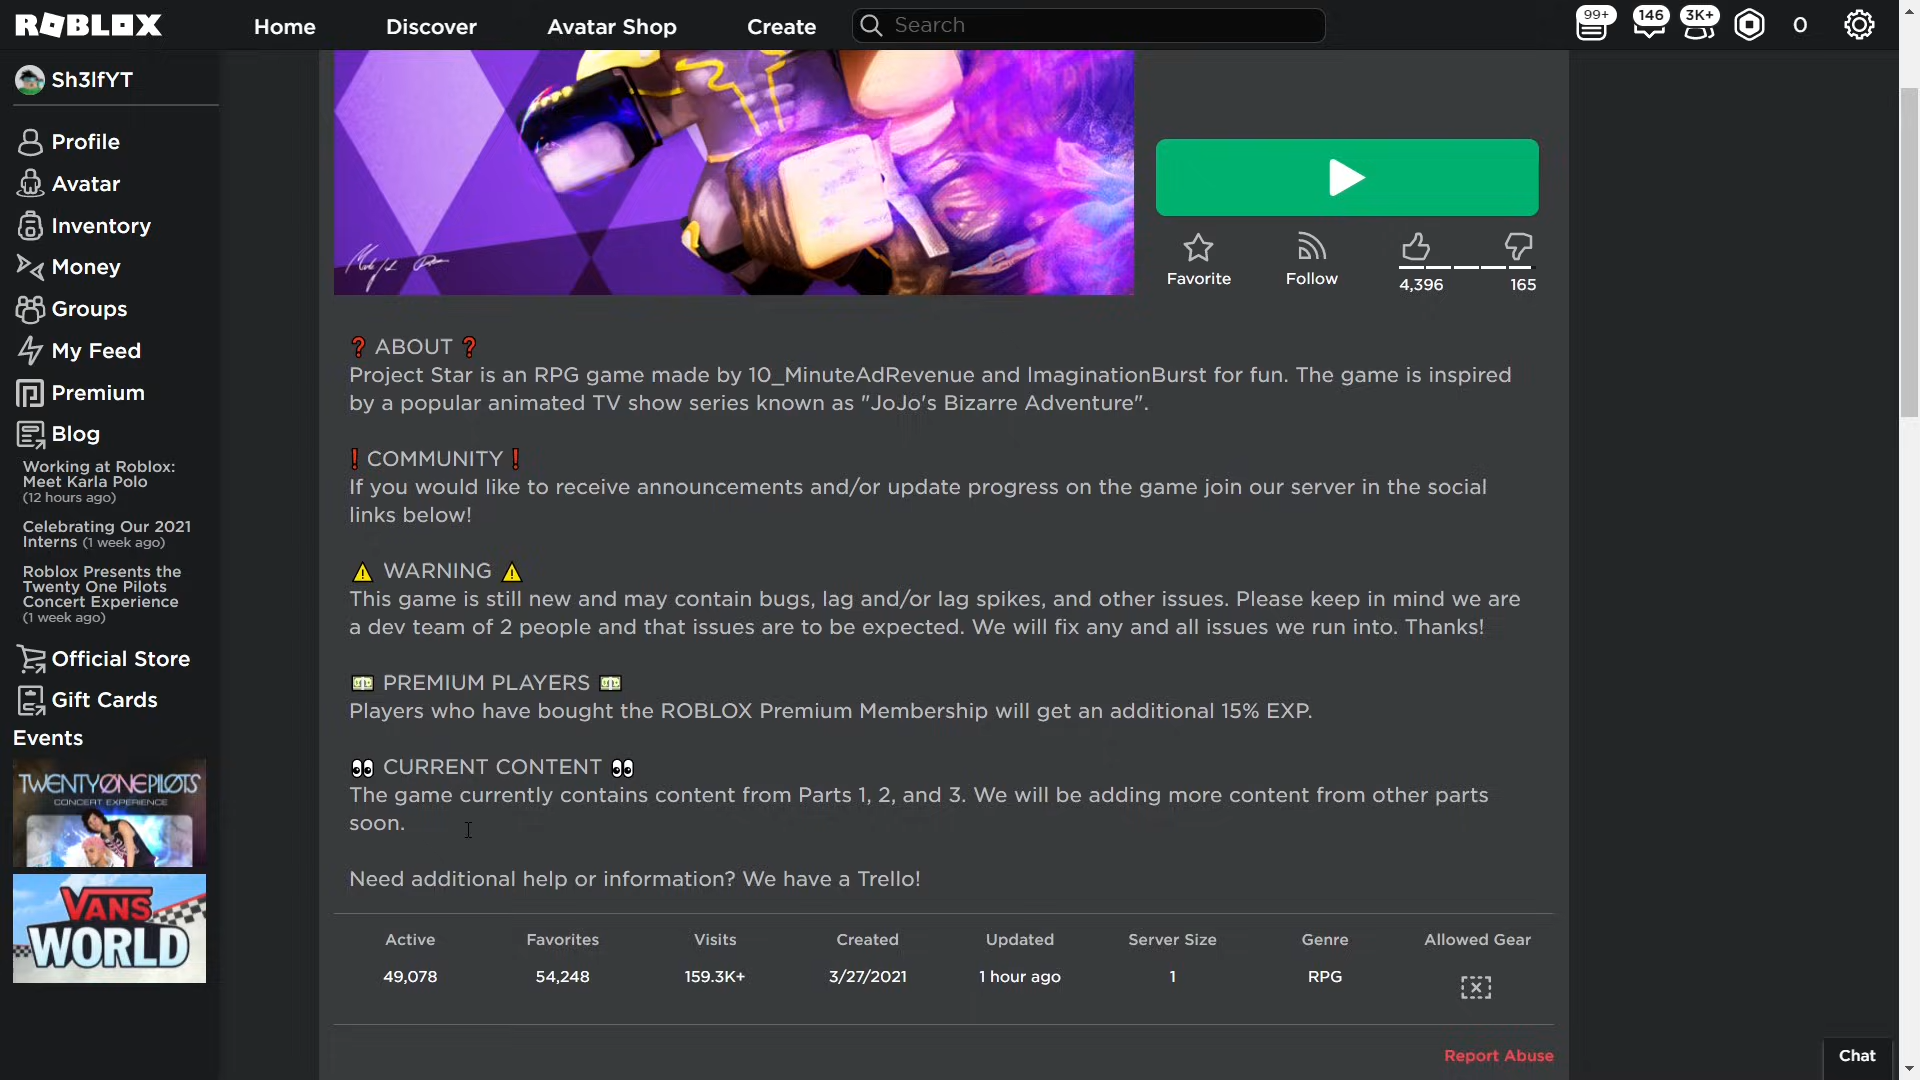 ROBLOX
Home
Discover
Avatar Shop
Create
Search
99+
146
3K+
0
Sh3lfYT
Profile
Avatar
Inventory
Money
Groups
My Feed
Premium
Blog
Working at Roblox:
Meet Karla Polo
(12 hours ago)
Celebrating Our 2021
Interns (1 week ago)
Roblox Presents the
Twenty One Pilots
Concert Experience
(1 week ago)
Official Store
Gift Cards
Events
TWENTY ØNE PILØTS
CONCERT EXPERIENCE
VANS
WORLD
Favorite
Follow
4,396
165
❓ ABOUT ❓
Project Star is an RPG game made by 10_MinuteAdRevenue and ImaginationBurst for fun. The game is inspired
by a popular animated TV show series known as "JoJo's Bizarre Adventure".
❗ COMMUNITY ❗
If you would like to receive announcements and/or update progress on the game join our server in the social
links below!
⚠️ WARNING ⚠️
This game is still new and may contain bugs, lag and/or lag spikes, and other issues. Please keep in mind we are
a dev team of 2 people and that issues are to be expected. We will fix any and all issues we run into. Thanks!
💵 PREMIUM PLAYERS 💵
Players who have bought the ROBLOX Premium Membership will get an additional 15% EXP.
👀 CURRENT CONTENT 👀
The game currently contains content from Parts 1, 2, and 3. We will be adding more content from other parts
soon.
Need additional help or information? We have a Trello!
Active
Favorites
Visits
Created
Updated
Server Size
Genre
Allowed Gear
49,078
54,248
159.3K+
3/27/2021
1 hour ago
1
RPG
Report Abuse
Chat